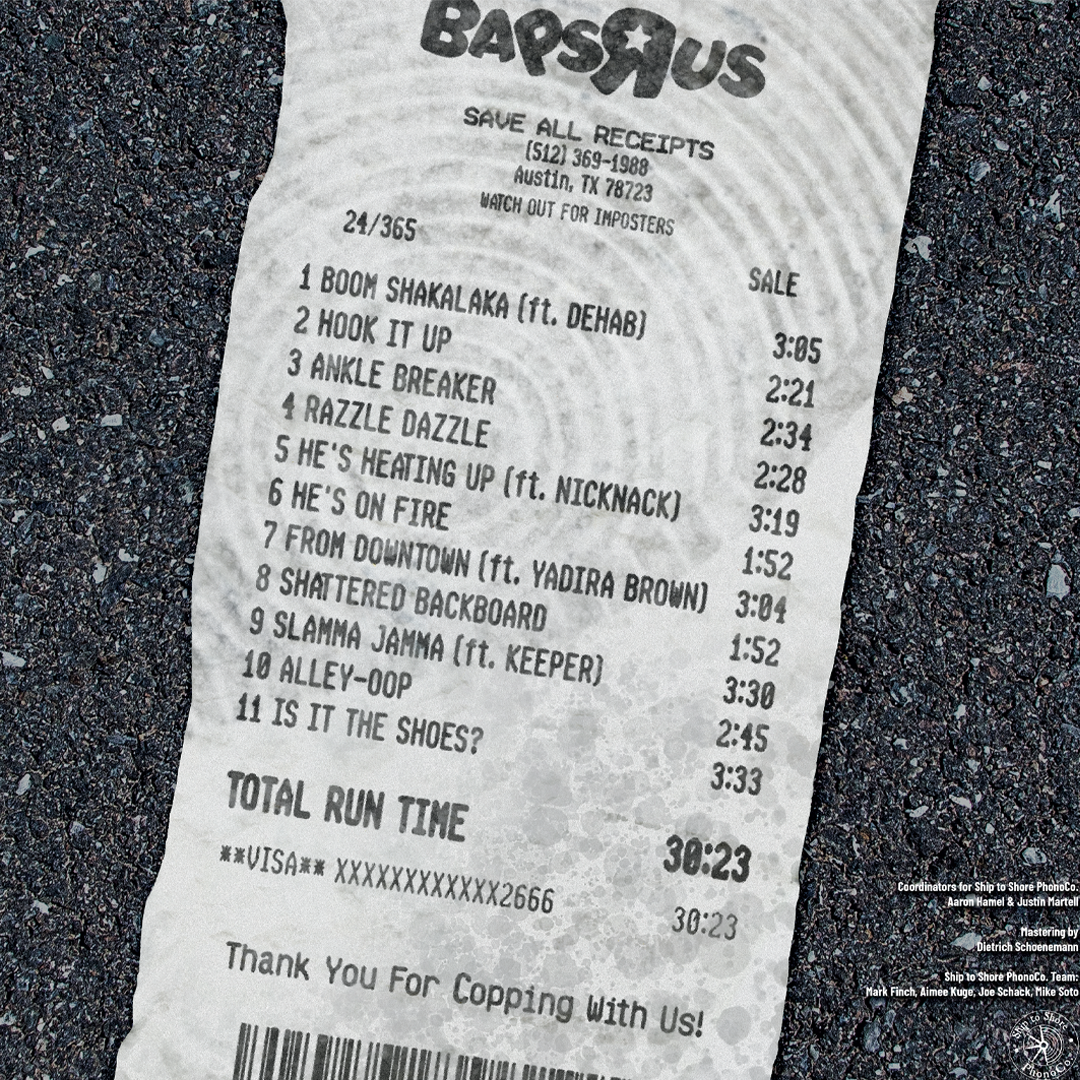 BAPSRUS
SAVE ALL RECEIPTS
(512) 369-1988
Austin, TX 78723
WATCH OUT FOR IMPOSTERS
24/365
SALE
1 BOOM SHAKALAKA (ft. DEHAB) 3:05
2 HOOK IT UP 2:21
3 ANKLE BREAKER 2:34
4 RAZZLE DAZZLE 2:28
5 HE'S HEATING UP (ft. NICKNACK) 3:19
6 HE'S ON FIRE 1:52
7 FROM DOWNTOWN (ft. YADIRA BROWN) 3:04
8 SHATTERED BACKBOARD 1:52
9 SLAMMA JAMMA (ft. KEEPER) 3:30
10 ALLEY-OOP 2:45
11 IS IT THE SHOES? 3:33
TOTAL RUN TIME 30:23
**VISA** XXXXXXXXXXXX2666 30:23
Thank You For Copping With Us!
Coordinators for Ship to Shore PhonoCo.
Aaron Hamel & Justin Martell
Mastering by
Dietrich Schoenemann
Ship to Shore PhonoCo. Team:
Mark Finch, Aimee Kuge, Joe Schack, Mike Soto
Ship to Shore
PhonoCo.